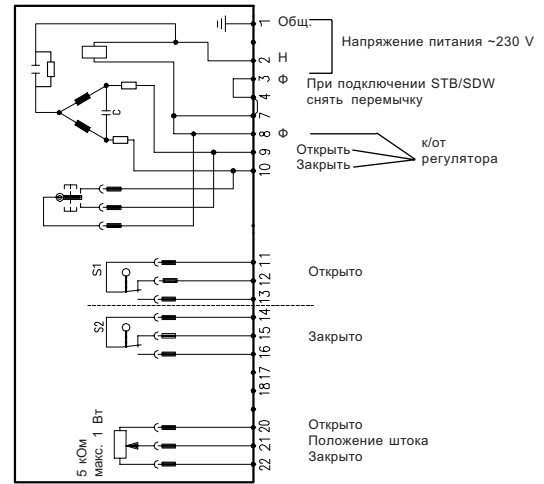 1 Общ.
Напряжение питания ~230 V
2 Н
3 Ф
При подключении STB/SDW
4
снять перемычку
7
8 Ф
к/от
9
Открыть
регулятора
10
Закрыть
C
S1
11
12
Открыто
13
S2
14
15
Закрыто
16
17
18
20
Открыто
21
Положение штока
22
Закрыто
5 кОм
макс. 1 Вт